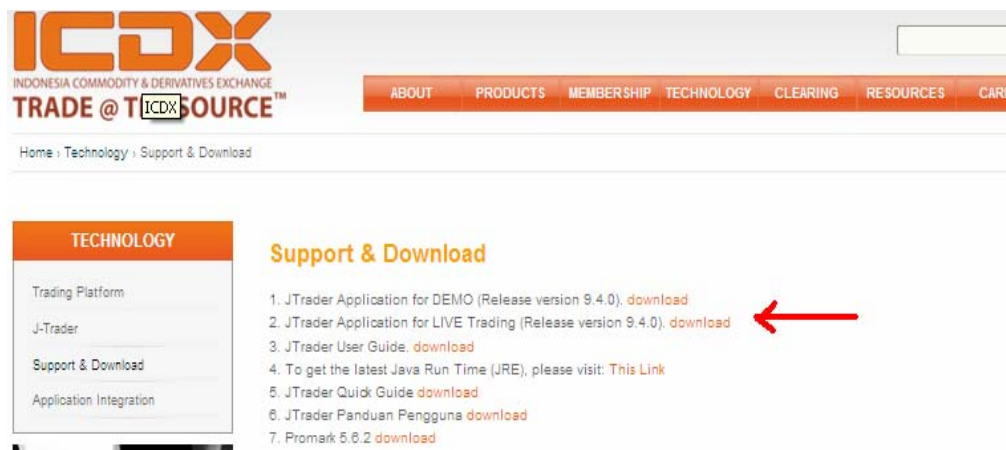 ICDX
INDONESIA COMMODITY & DERIVATIVES EXCHANGE
TRADE @ T SOURCE™
ICDX
ABOUT PRODUCTS MEMBERSHIP TECHNOLOGY CLEARING RESOURCES
Home › Technology › Support & Download
TECHNOLOGY
Trading Platform
J-Trader
Support & Download
Application Integration
Support & Download
1. JTrader Application for DEMO (Release version 9.4.0). download
2. JTrader Application for LIVE Trading (Release version 9.4.0). download
3. JTrader User Guide. download
4. To get the latest Java Run Time (JRE), please visit: This Link
5. JTrader Quick Guide download
6. JTrader Panduan Pengguna download
7. Promark 5.6.2 download